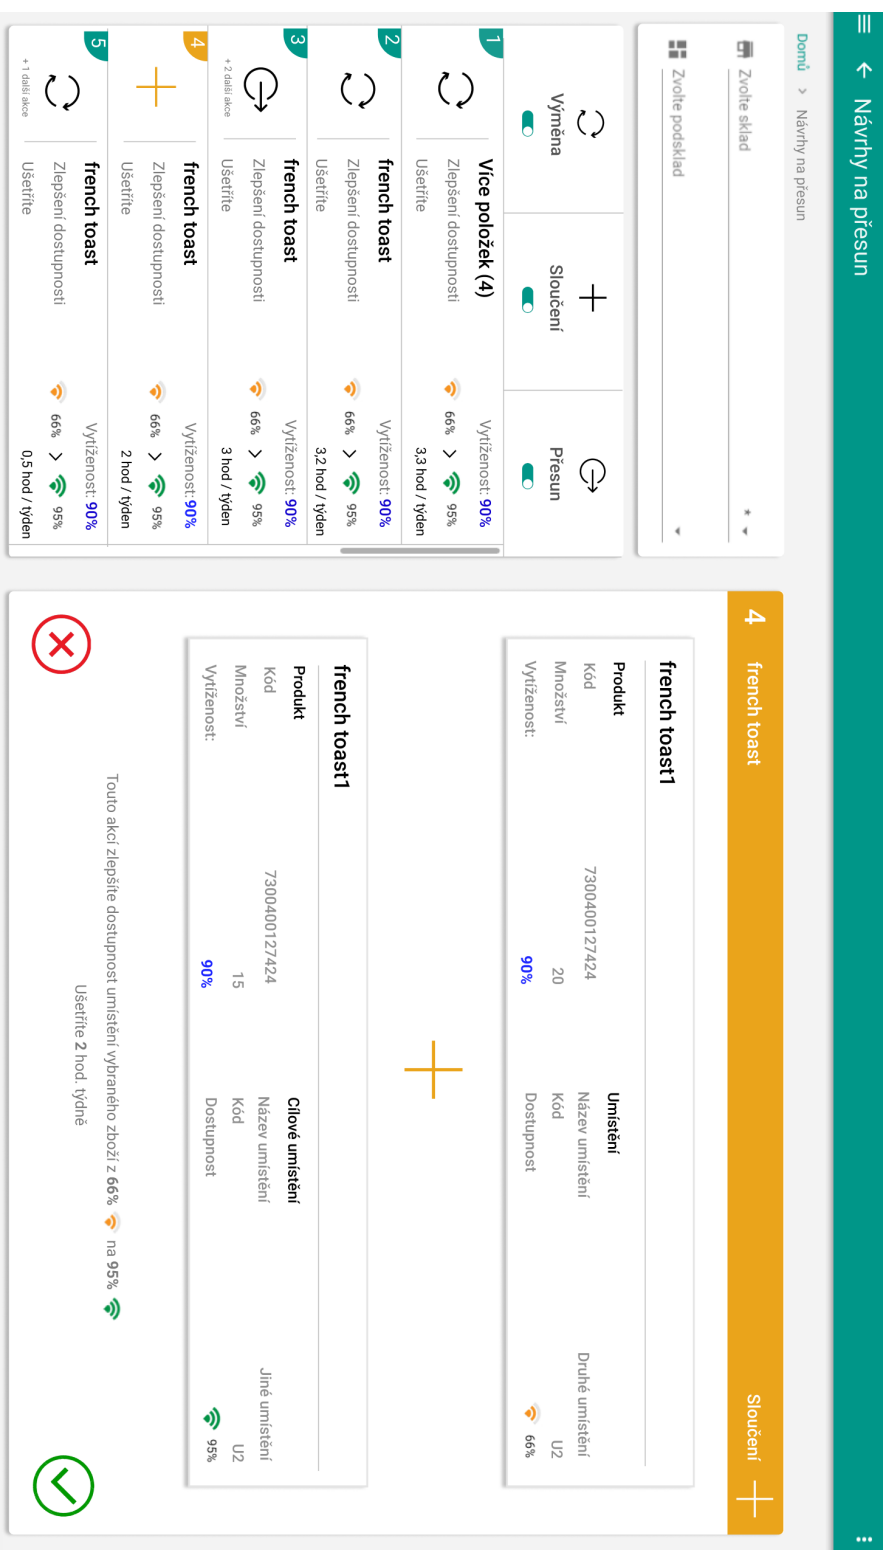 Návrhy na přesun
Domů > Návrhy na přesun
Zvolte sklad *
Zvolte podsklad
Výměna
Sloučení
Přesun
1
Více položek (4)
Vytíženost: 90%
Zlepšení dostupnosti
66% > 95%
Ušetříte
3,3 hod / týden
2
french toast
Vytíženost: 90%
Zlepšení dostupnosti
66% > 95%
Ušetříte
3,2 hod / týden
3
+ 2 další akce
french toast
Vytíženost: 90%
Zlepšení dostupnosti
66% > 95%
Ušetříte
3 hod / týden
4
french toast
Vytíženost: 90%
Zlepšení dostupnosti
66% > 95%
Ušetříte
2 hod / týden
5
+ 1 další akce
french toast
Vytíženost: 90%
Zlepšení dostupnosti
66% > 95%
Ušetříte
0,5 hod / týden
4 french toast
Sloučení
french toast1
Produkt
Kód 7300400127424
Množství 20
Vytíženost: 90%
Umístění
Název umístění Druhé umístění
Kód U2
Dostupnost 66%
french toast1
Produkt
Kód 7300400127424
Množství 15
Vytíženost: 90%
Cílové umístění
Název umístění Jiné umístění
Kód U2
Dostupnost 95%
Touto akcí zlepšíte dostupnost umístění vybraného zboží z 66% na 95%
Ušetříte 2 hod. týdně